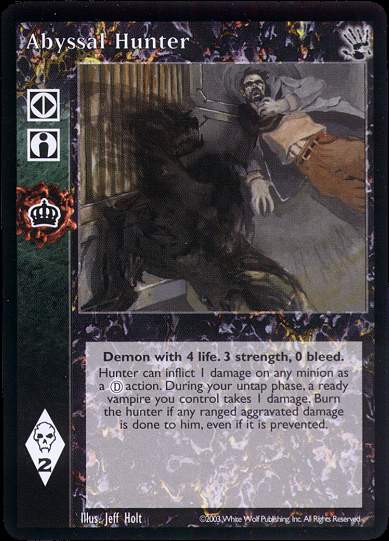 Abyssal Hunter
Demon with 4 life. 3 strength, 0 bleed.
Hunter can inflict 1 damage on any minion as
a Ⓓ action. During your untap phase, a ready
vampire you control takes 1 damage. Burn
the hunter if any ranged aggravated damage
is done to him, even if it is prevented.
2
Illus: Jeff Holt
©2003 White Wolf Publishing, Inc. All Rights Reserved